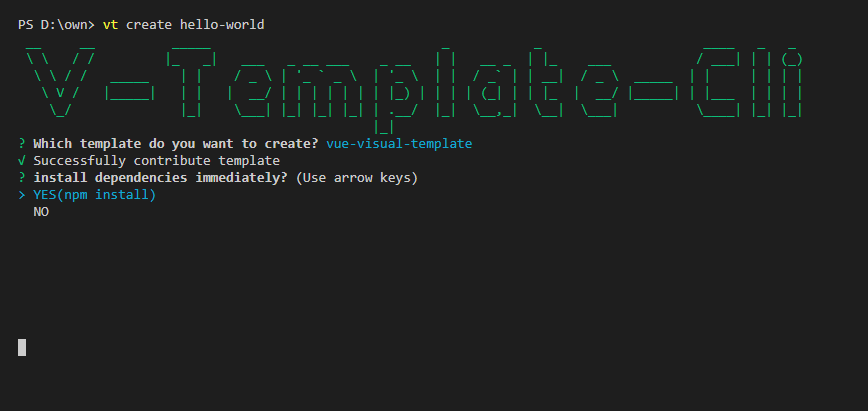 PS D:\own> vt create hello-world
V-Template-Cli
? Which template do you want to create? vue-visual-template
√ Successfully contribute template
? install dependencies immediately? (Use arrow keys)
> YES(npm install)
NO